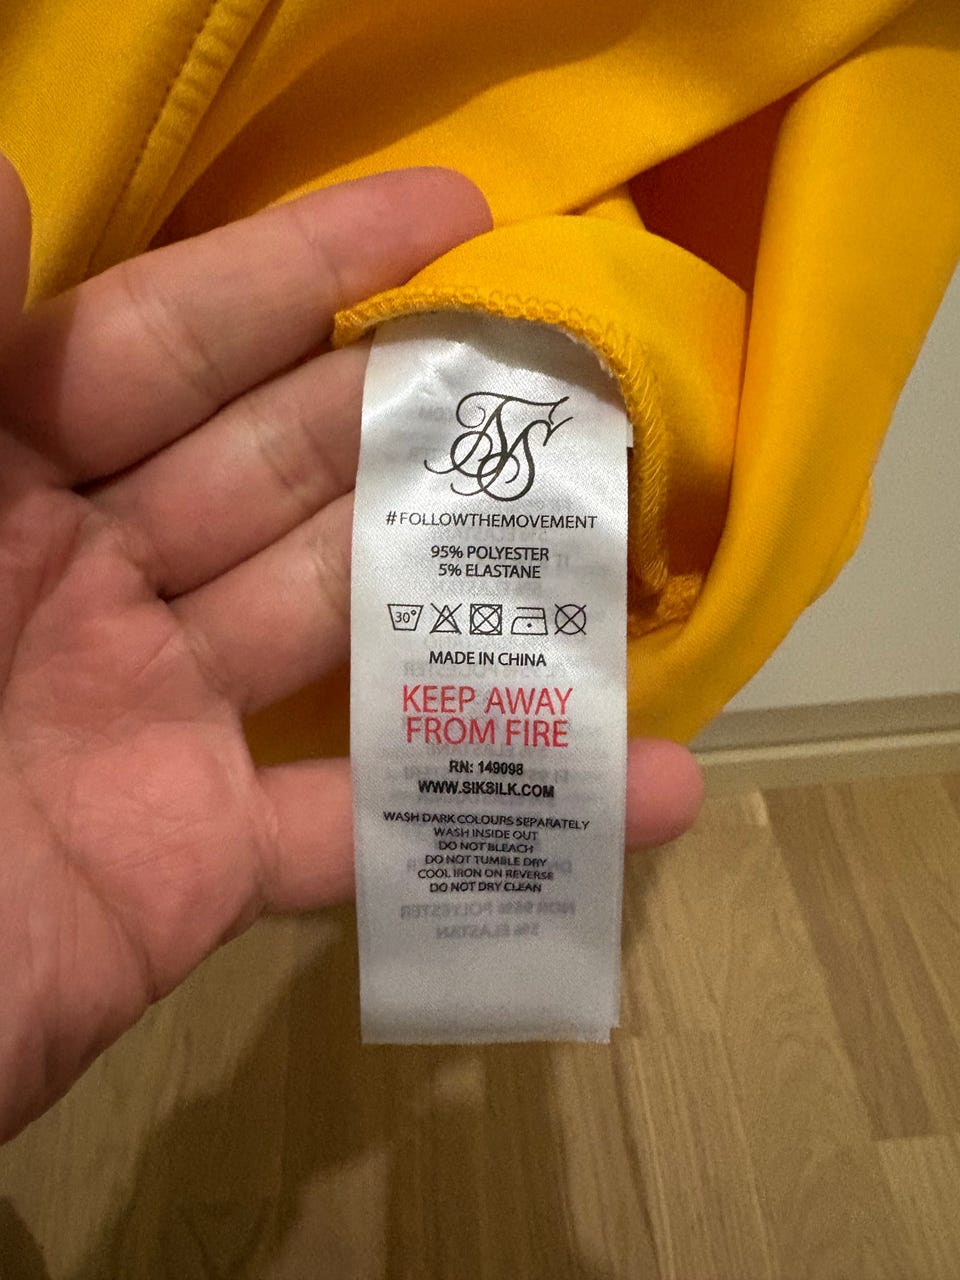 SS
#FOLLOWTHEMOVEMENT
95% POLYESTER
5% ELASTANE
30°
MADE IN CHINA
KEEP AWAY
FROM FIRE
RN: 149098
WWW.SIKSILK.COM
WASH DARK COLOURS SEPARATELY
WASH INSIDE OUT
DO NOT BLEACH
DO NOT TUMBLE DRY
COOL IRON ON REVERSE
DO NOT DRY CLEAN